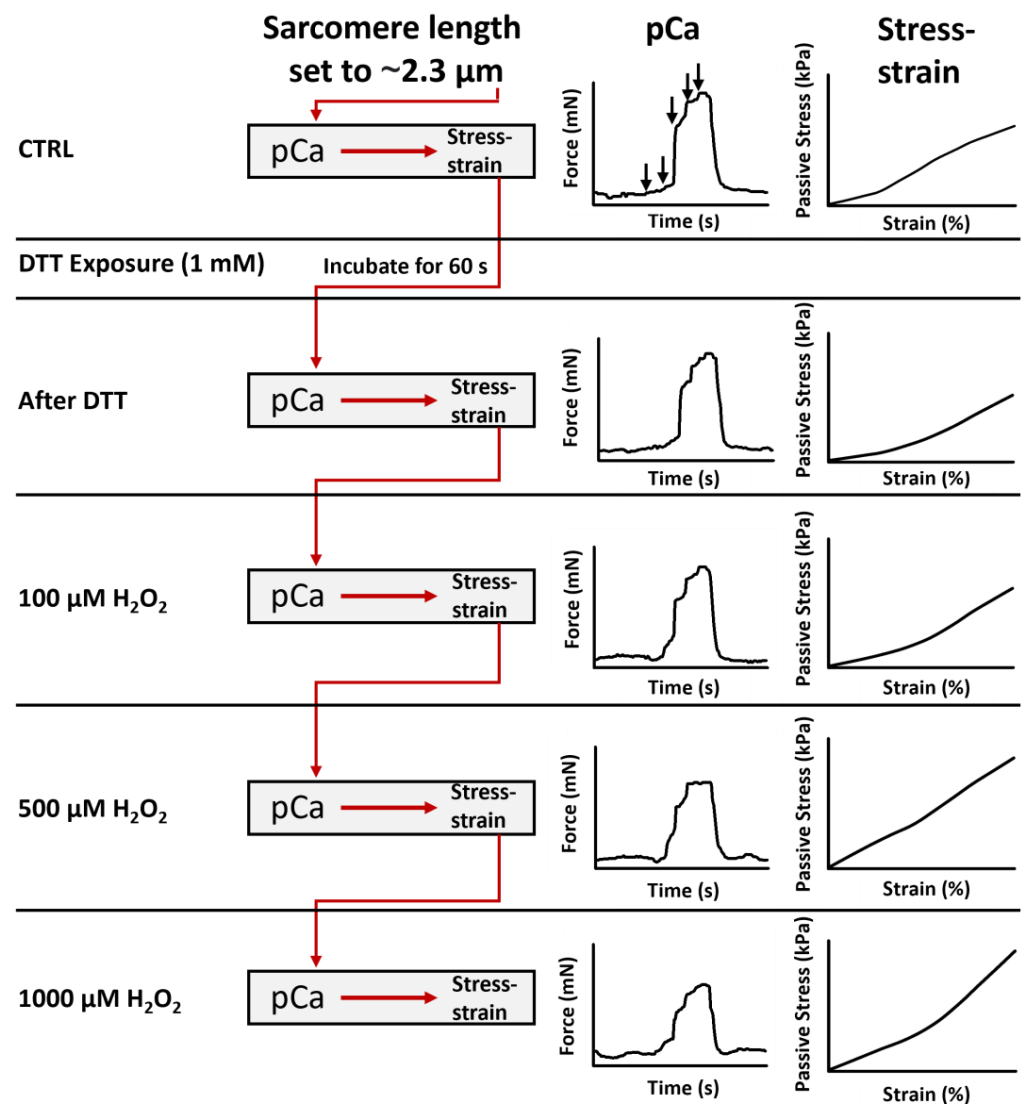 Sarcomere length
set to ~2.3 µm
pCa
Stress-
strain
CTRL
pCa
Stress-
strain
Force (mN)
Time (s)
Passive Stress (kPa)
Strain (%)
DTT Exposure (1 mM)
Incubate for 60 s
After DTT
pCa
Stress-
strain
Force (mN)
Time (s)
Passive Stress (kPa)
Strain (%)
100 µM H₂O₂
pCa
Stress-
strain
Force (mN)
Time (s)
Passive Stress (kPa)
Strain (%)
500 µM H₂O₂
pCa
Stress-
strain
Force (mN)
Time (s)
Passive Stress (kPa)
Strain (%)
1000 µM H₂O₂
pCa
Stress-
strain
Force (mN)
Time (s)
Passive Stress (kPa)
Strain (%)